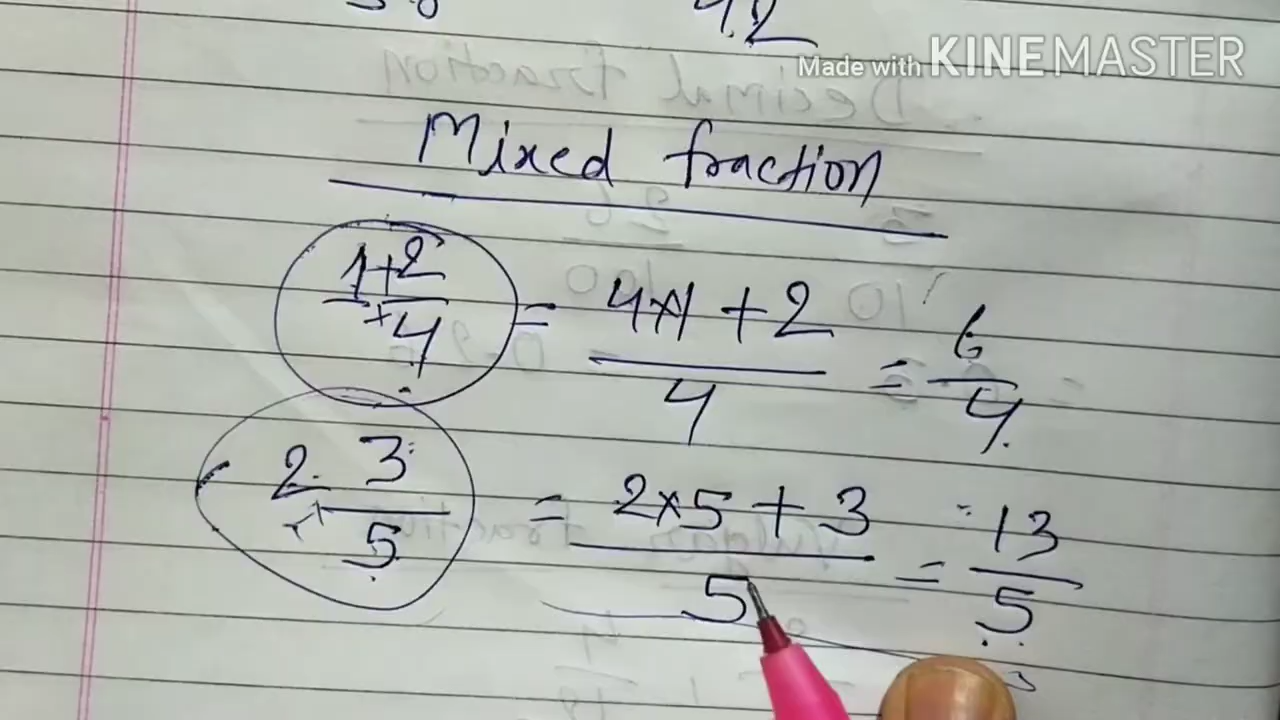 Made with KINEMASTER
Mixed fraction
1+2/×4 = 4×1+2/4 = 6/4
2 3/5 = 2×5+3/5 = 13/5